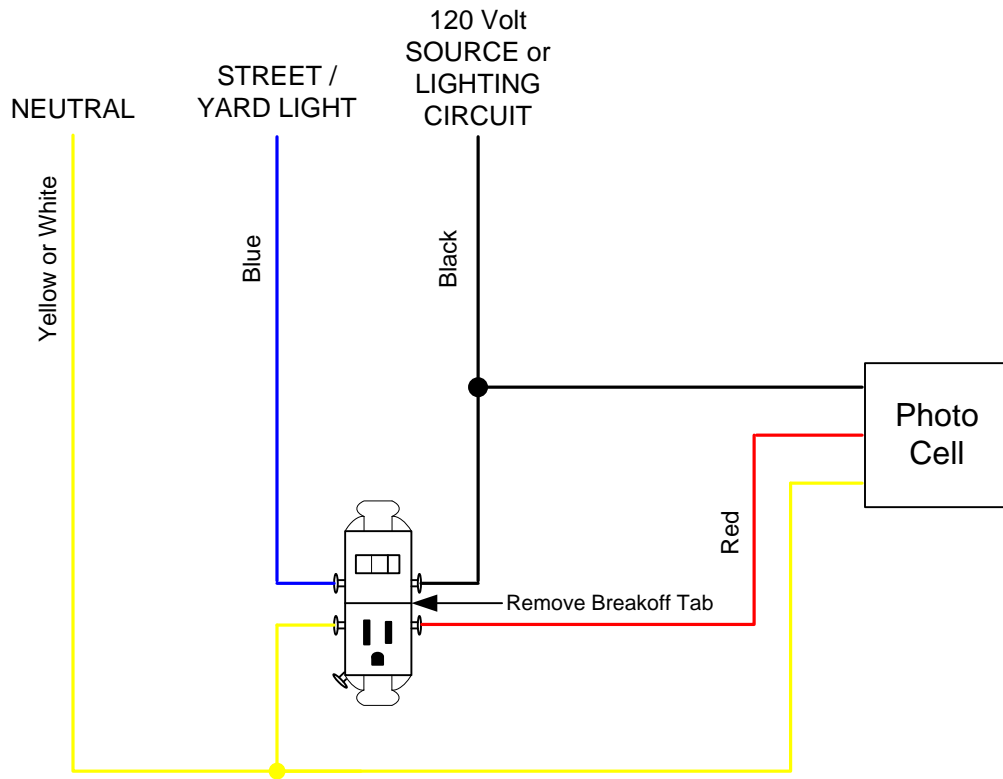 NEUTRAL
STREET /
YARD LIGHT
120 Volt
SOURCE or
LIGHTING
CIRCUIT
Yellow or White
Blue
Black
Photo
Cell
Red
Remove Breakoff Tab